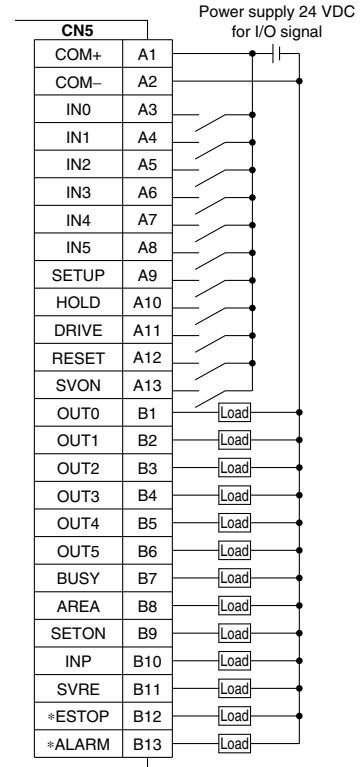 Power supply 24 VDC
for I/O signal
CN5
COM+ A1
COM− A2
IN0 A3
IN1 A4
IN2 A5
IN3 A6
IN4 A7
IN5 A8
SETUP A9
HOLD A10
DRIVE A11
RESET A12
SVON A13
OUT0 B1 Load
OUT1 B2 Load
OUT2 B3 Load
OUT3 B4 Load
OUT4 B5 Load
OUT5 B6 Load
BUSY B7 Load
AREA B8 Load
SETON B9 Load
INP B10 Load
SVRE B11 Load
∗ESTOP B12 Load
∗ALARM B13 Load